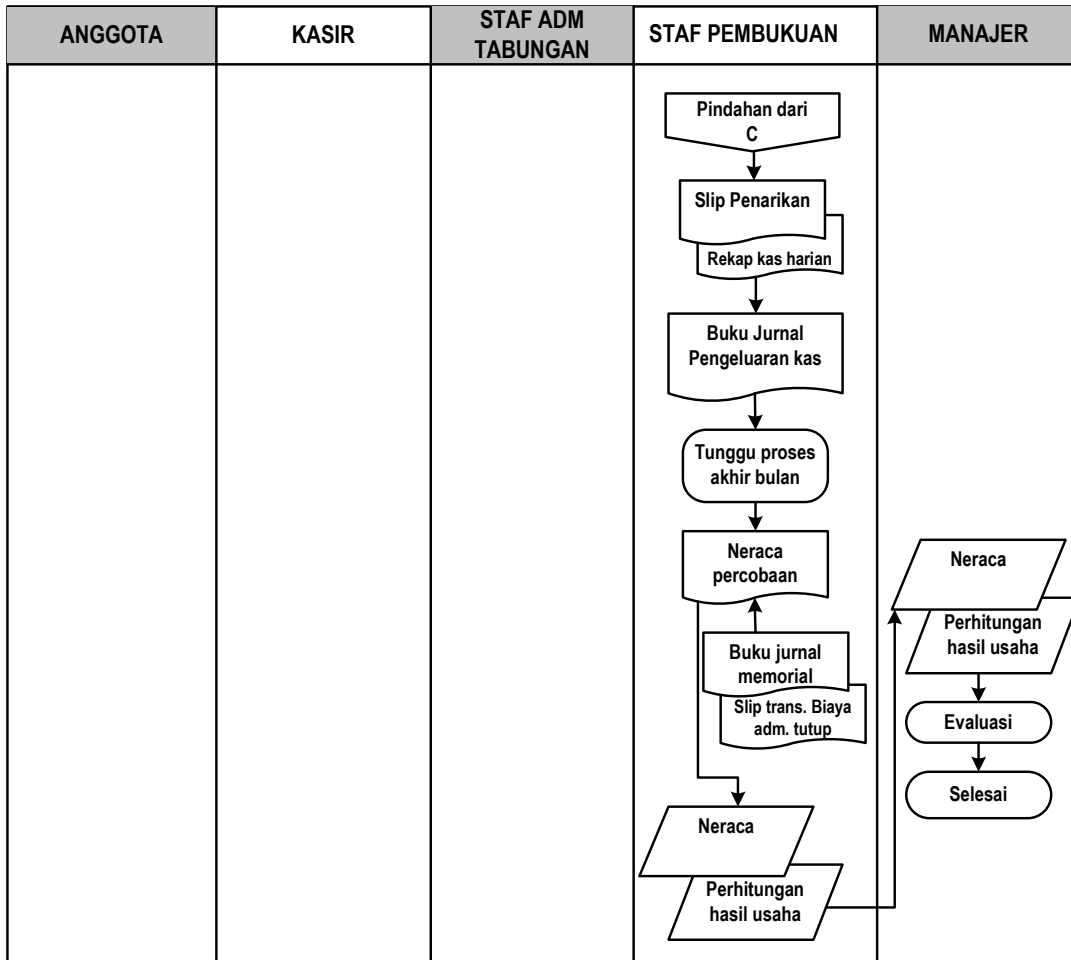 ANGGOTA
KASIR
STAF ADM
TABUNGAN
STAF PEMBUKUAN
MANAJER
Pindahan dari
C
Slip Penarikan
Rekap kas harian
Buku Jurnal
Pengeluaran kas
Tunggu proses
akhir bulan
Neraca
percobaan
Buku jurnal
memorial
Slip trans. Biaya
adm. tutup
Neraca
Perhitungan
hasil usaha
Neraca
Perhitungan
hasil usaha
Evaluasi
Selesai